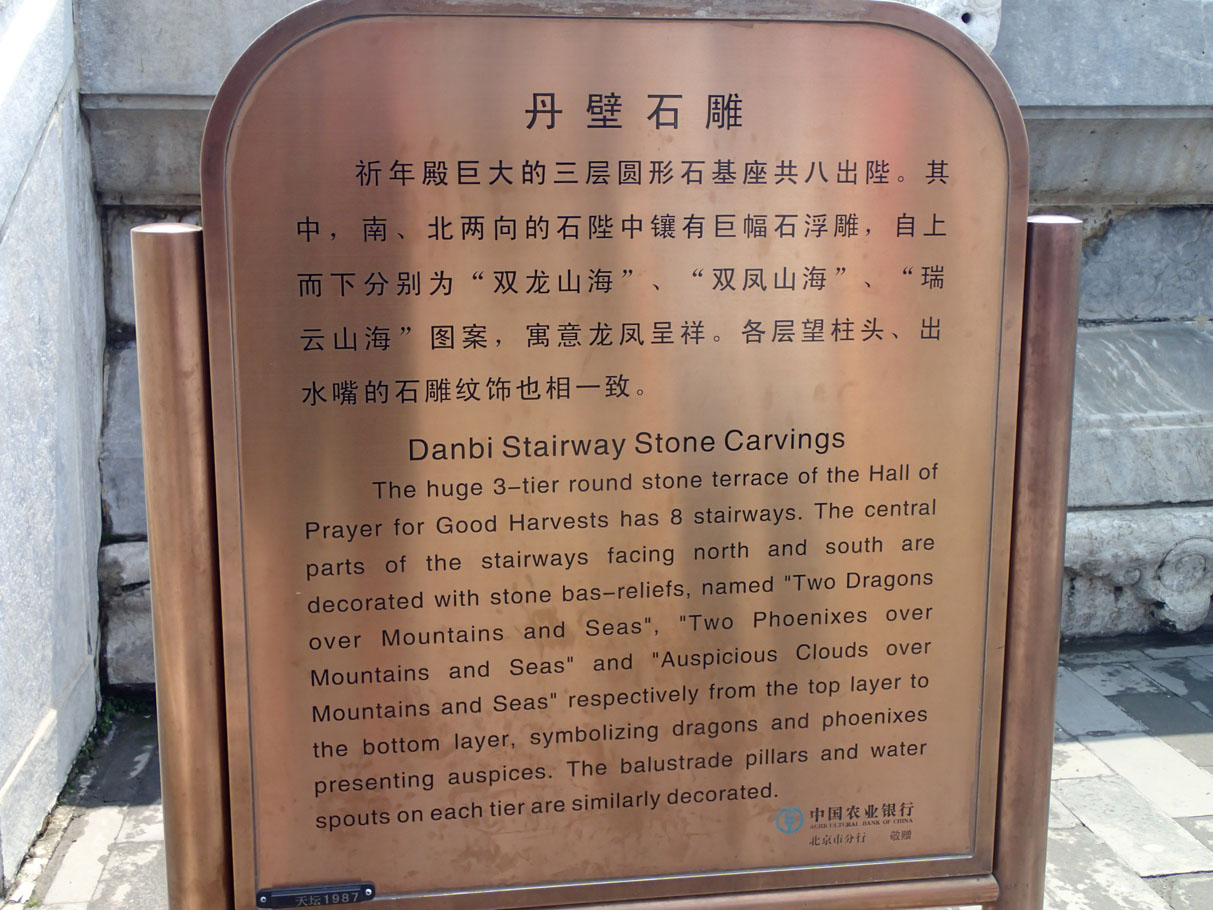 丹壁石雕
祈年殿巨大的三层圆形石基座共八出陛。其
中，南、北两向的石陛中镶有巨幅石浮雕，自上
而下分别为“双龙山海”、“双凤山海”、“瑞
云山海”图案，寓意龙凤呈祥。各层望柱头、出
水嘴的石雕纹饰也相一致。
Danbi Stairway Stone Carvings
The huge 3-tier round stone terrace of the Hall of
Prayer for Good Harvests has 8 stairways. The central
parts of the stairways facing north and south are
decorated with stone bas-reliefs, named "Two Dragons
over Mountains and Seas", "Two Phoenixes over
Mountains and Seas" and "Auspicious Clouds over
Mountains and Seas" respectively from the top layer to
the bottom layer, symbolizing dragons and phoenixes
presenting auspices. The balustrade pillars and water
spouts on each tier are similarly decorated.
中国农业银行
AGRICULTURAL BANK OF CHINA
北京市分行 敬赠
天坛1987